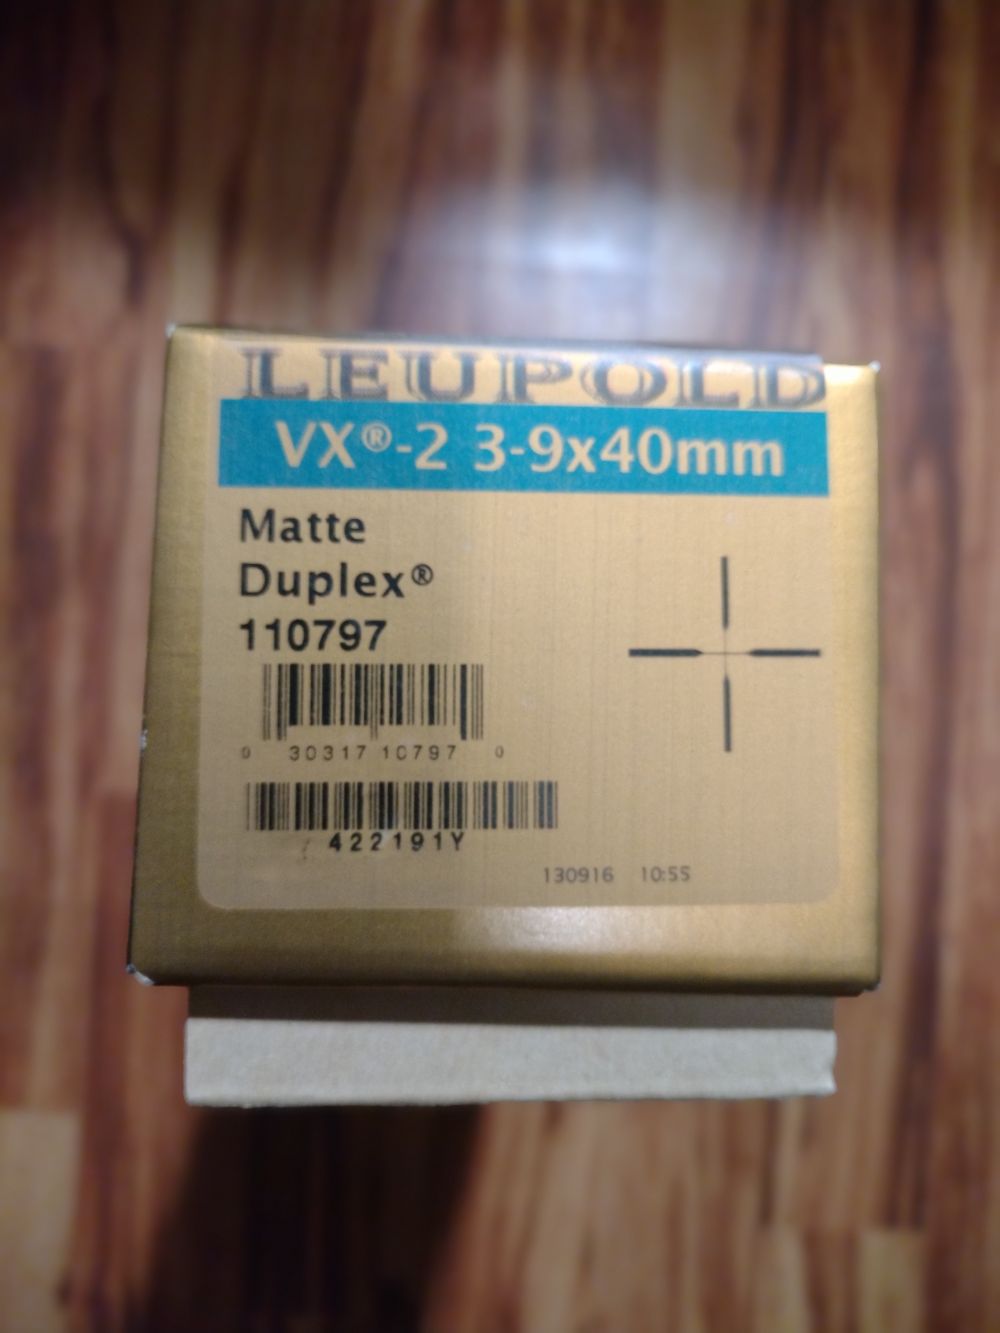 LEUPOLD
VX®-2 3-9x40mm
Matte
Duplex®
110797
0 30317 10797 0
422191Y
130916 10:55